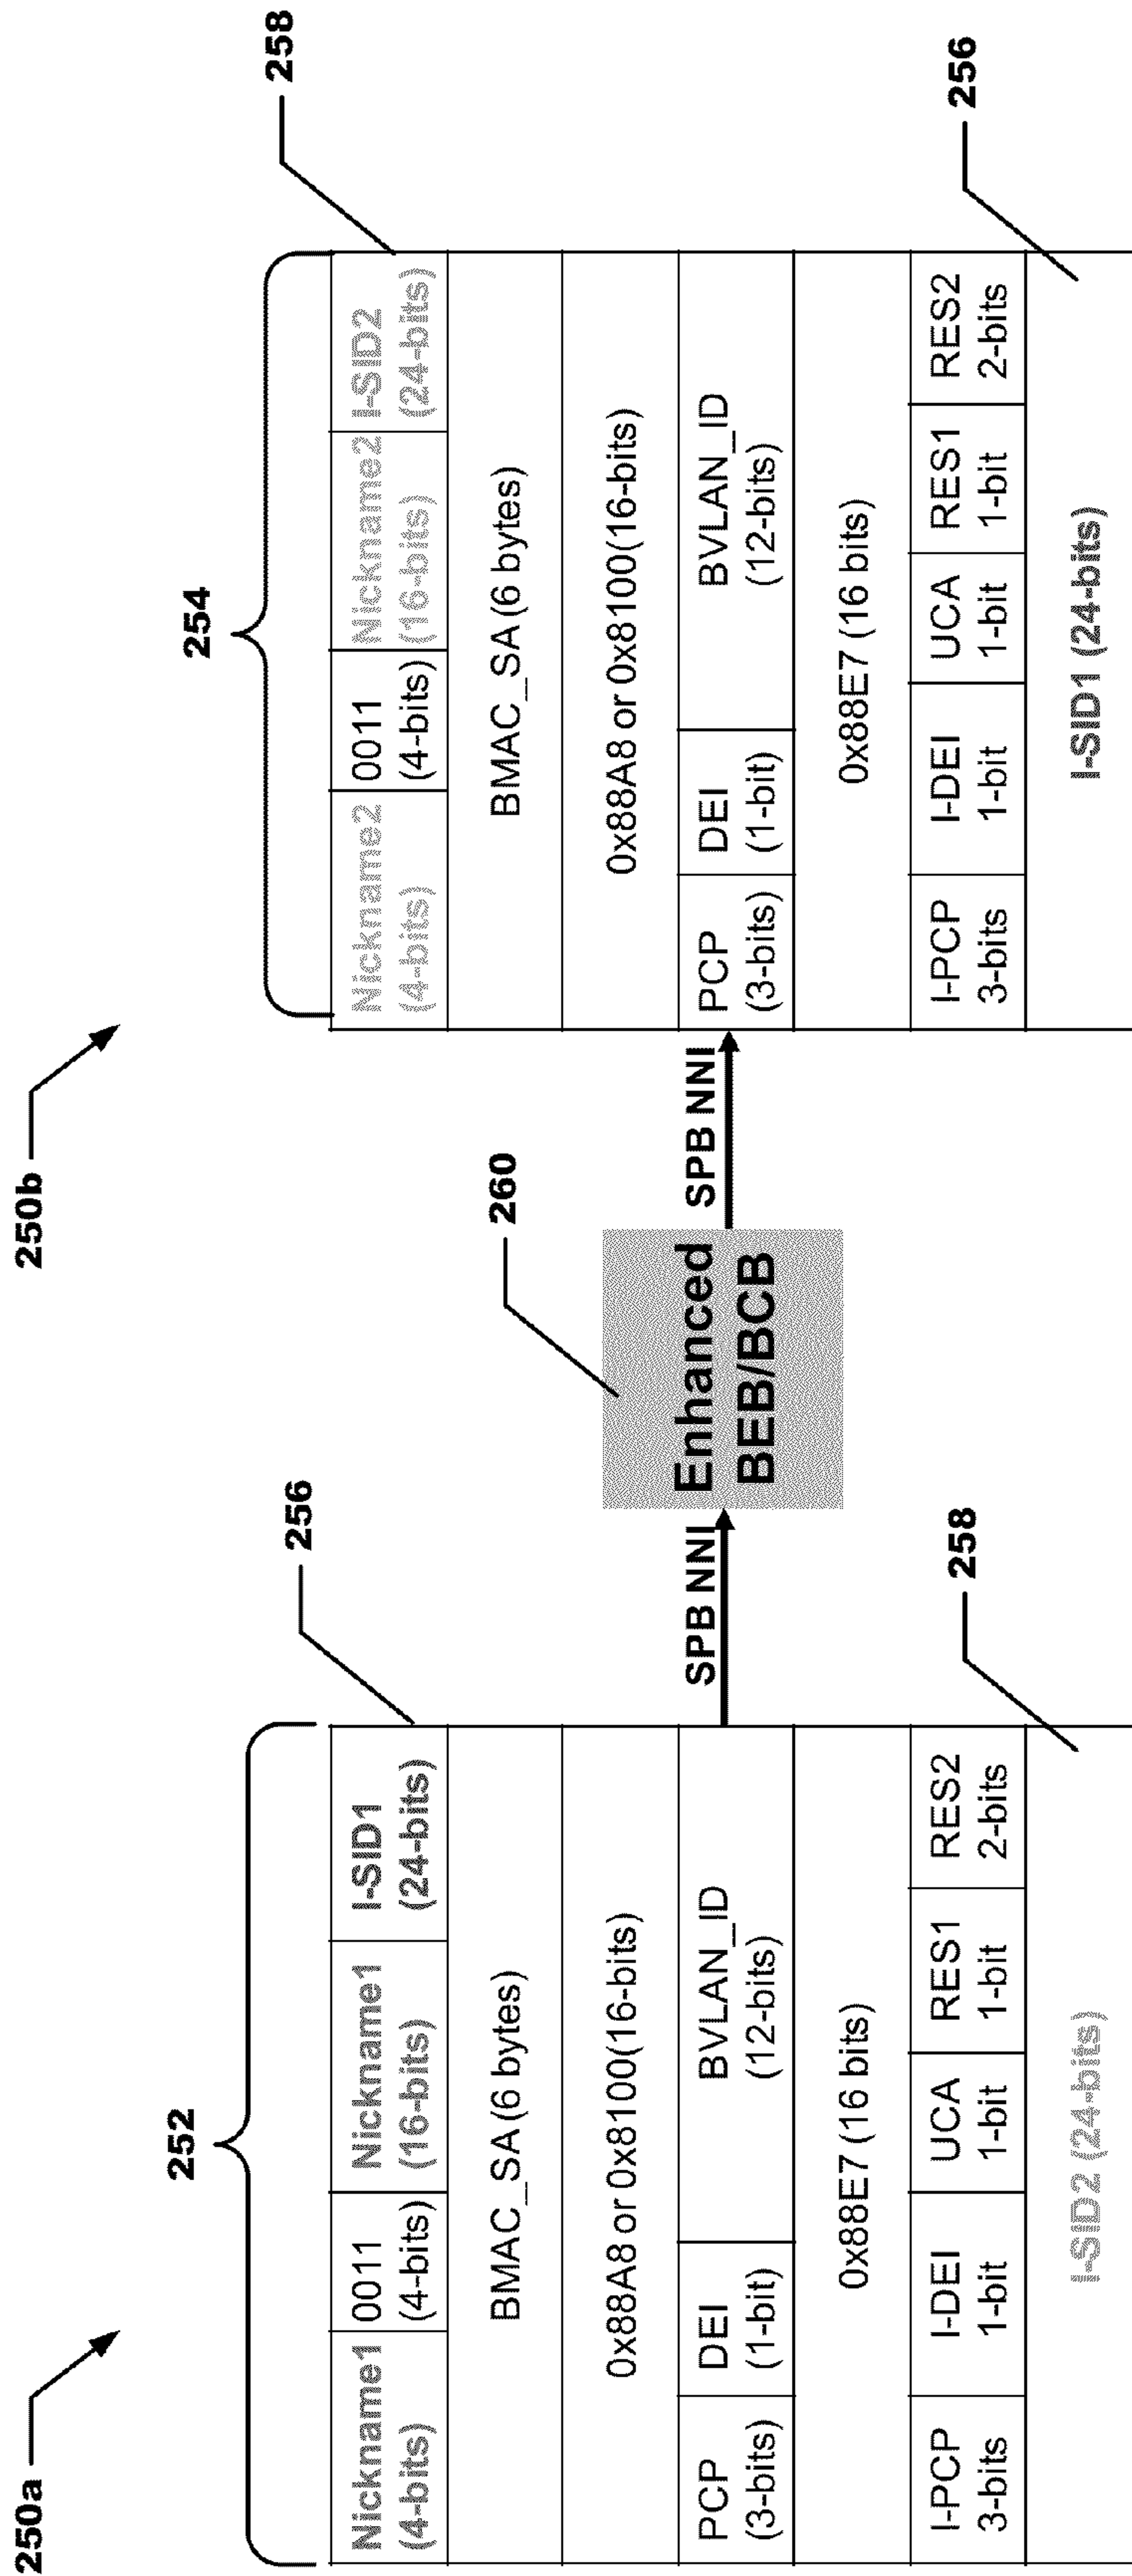 250a
250b
252
254
256
258
Nickname1
(4-bits)
0011
(4-bits)
Nickname1
(16-bits)
I-SID1
(24-bits)
BMAC_SA (6 bytes)
0x88A8 or 0x8100(16-bits)
PCP
(3-bits)
DEI
(1-bit)
BVLAN_ID
(12-bits)
0x88E7 (16 bits)
I-PCP
3-bits
I-DEI
1-bit
UCA
1-bit
RES1
1-bit
RES2
2-bits
I-SID2 (24-bits)
258
SPB NNI
260
Enhanced
BEB/BCB
SPB NNI
Nickname2
(4-bits)
0011
(4-bits)
Nickname2
(16-bits)
I-SID2
(24-bits)
BMAC_SA (6 bytes)
0x88A8 or 0x8100(16-bits)
PCP
(3-bits)
DEI
(1-bit)
BVLAN_ID
(12-bits)
0x88E7 (16 bits)
I-PCP
3-bits
I-DEI
1-bit
UCA
1-bit
RES1
1-bit
RES2
2-bits
I-SID1 (24-bits)
256